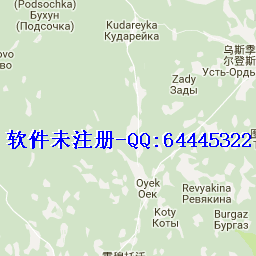 (Podsochka)
Бухун
(Подсочка)
Kudareyka
Кударейка
乌斯季
尔登斯
Усть-Орды
Zady
Зады
软件未注册-QQ:64445322
Oyek
Оек
Revyakina
Ревякина
Koty
Коты
Burgaz
Бургаз